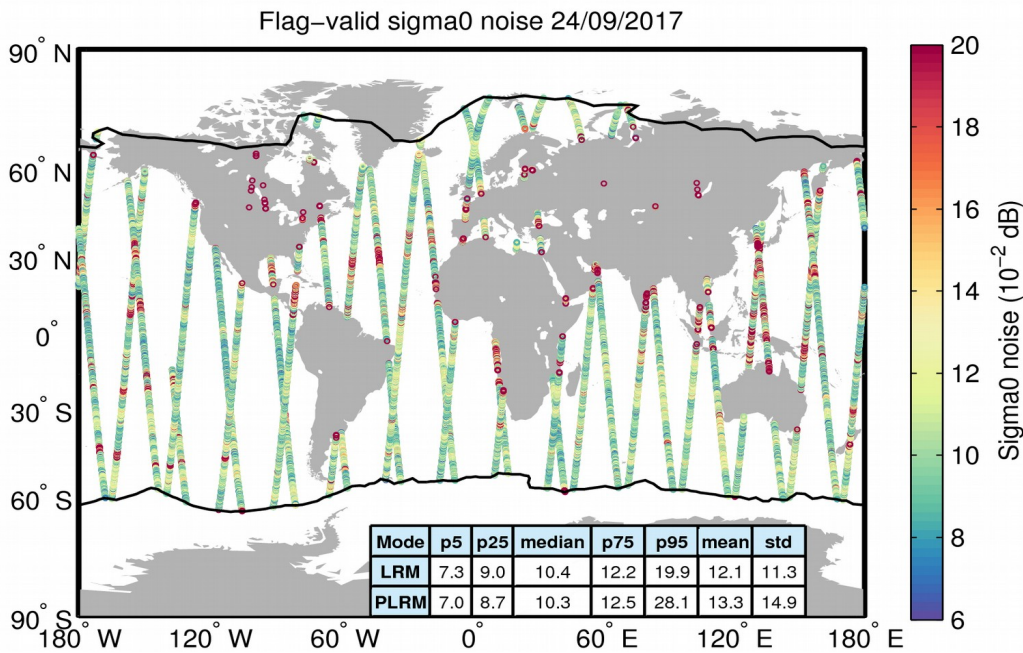 Flag-valid sigma0 noise 24/09/2017
90° N
60° N
30° N
0°
30° S
60° S
90° S
180° W
120° W
60° W
0°
60° E
120° E
180° E
Mode p5 p25 median p75 p95 mean std
LRM 7.3 9.0 10.4 12.2 19.9 12.1 11.3
PLRM 7.0 8.7 10.3 12.5 28.1 13.3 14.9
20
18
16
14
12
10
8
6
Sigma0 noise (10⁻² dB)